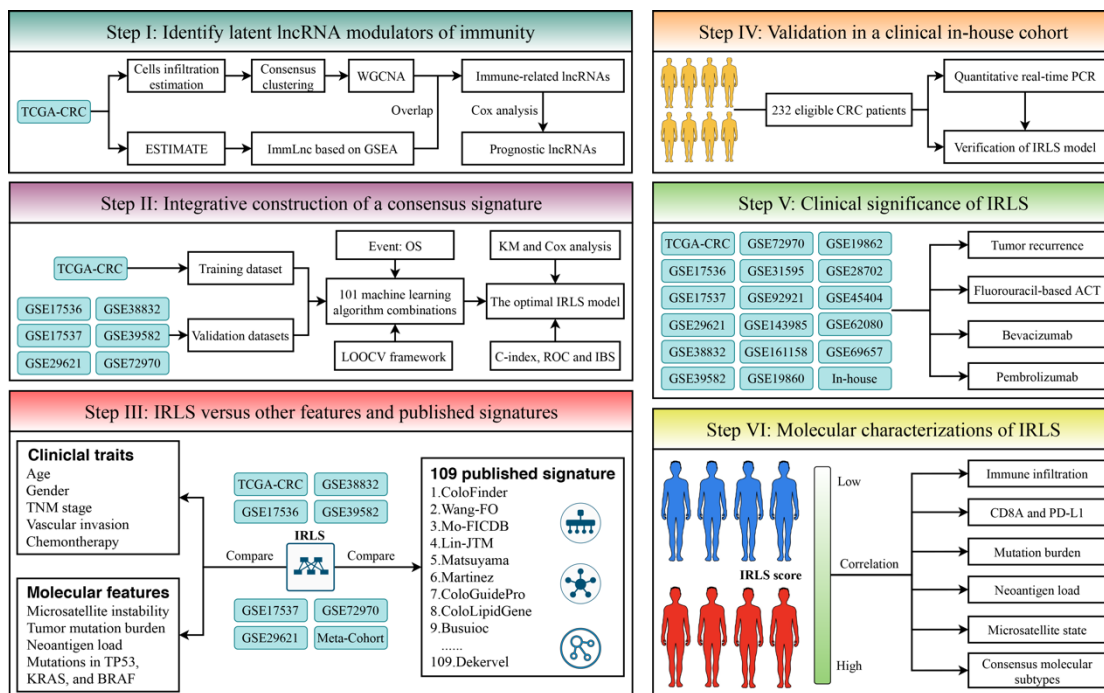 Step I: Identify latent lncRNA modulators of immunity
TCGA-CRC
Cells infiltration
estimation
Consensus
clustering
WGCNA
Overlap
ESTIMATE
ImmLnc based on GSEA
Immune-related lncRNAs
Cox analysis
Prognostic lncRNAs
Step II: Integrative construction of a consensus signature
TCGA-CRC
Training dataset
GSE17536
GSE38832
GSE17537
GSE39582
GSE29621
GSE72970
Validation datasets
Event: OS
101 machine learning
algorithm combinations
LOOCV framework
KM and Cox analysis
The optimal IRLS model
C-index, ROC and IBS
Step III: IRLS versus other features and published signatures
Cliniclal traits
Age
Gender
TNM stage
Vascular invasion
Chemontherapy
Molecular features
Microsatellite instability
Tumor mutation burden
Neoantigen load
Mutations in TP53,
KRAS, and BRAF
TCGA-CRC
GSE38832
GSE17536
GSE39582
IRLS
Compare
Compare
GSE17537
GSE72970
GSE29621
Meta-Cohort
109 published signature
1.ColoFinder
2.Wang-FO
3.Mo-FICDB
4.Lin-JTM
5.Matsuyama
6.Martinez
7.ColoGuidePro
8.ColoLipidGene
9.Busuioc
......
109.Dekervel
Step IV: Validation in a clinical in-house cohort
232 eligible CRC patients
Quantitative real-time PCR
Verification of IRLS model
Step V: Clinical significance of IRLS
TCGA-CRC
GSE72970
GSE19862
GSE17536
GSE31595
GSE28702
GSE17537
GSE92921
GSE45404
GSE29621
GSE143985
GSE62080
GSE38832
GSE161158
GSE69657
GSE39582
GSE19860
In-house
Tumor recurrence
Fluorouracil-based ACT
Bevacizumab
Pembrolizumab
Step VI: Molecular characterizations of IRLS
Low
IRLS score
High
Correlation
Immune infiltration
CD8A and PD-L1
Mutation burden
Neoantigen load
Microsatellite state
Consensus molecular
subtypes